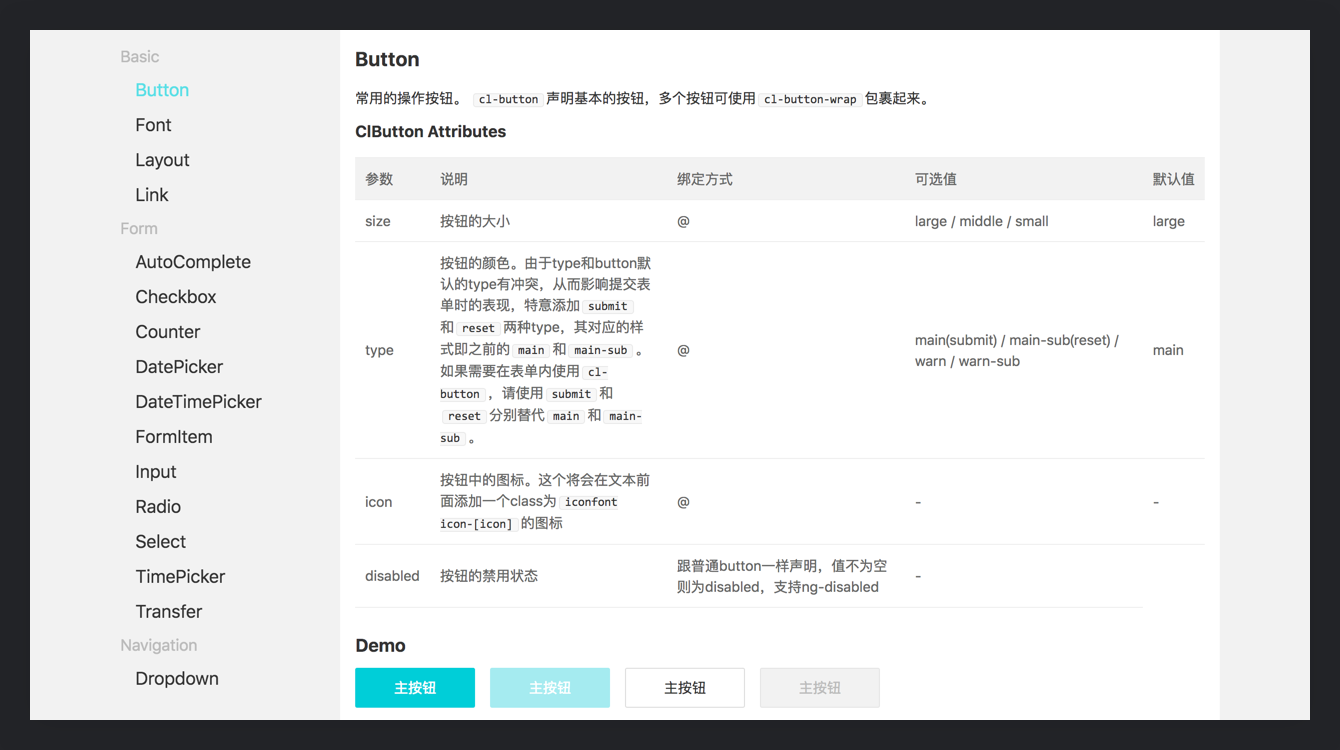 Basic
Button
Font
Layout
Link
Form
AutoComplete
Checkbox
Counter
DatePicker
DateTimePicker
FormItem
Input
Radio
Select
TimePicker
Transfer
Navigation
Dropdown
Button
常用的操作按钮。 cl-button 声明基本的按钮，多个按钮可使用 cl-button-wrap 包裹起来。
ClButton Attributes
参数 说明 绑定方式 可选值 默认值
size 按钮的大小 @ large / middle / small large
type
按钮的颜色。由于type和button默
认的type有冲突，从而影响提交表
单时的表现，特意添加 submit
和 reset 两种type，其对应的样
式即之前的 main 和 main-sub 。
如果需要在表单内使用 cl-
button ，请使用 submit 和
reset 分别替代 main 和 main-
sub 。
@
main(submit) / main-sub(reset) /
warn / warn-sub
main
icon
按钮中的图标。这个将会在文本前
面添加一个class为 iconfont
icon-[icon] 的图标
@
-
-
disabled
按钮的禁用状态
跟普通button一样声明，值不为空
则为disabled，支持ng-disabled
-
Demo
主按钮 主按钮 主按钮 主按钮